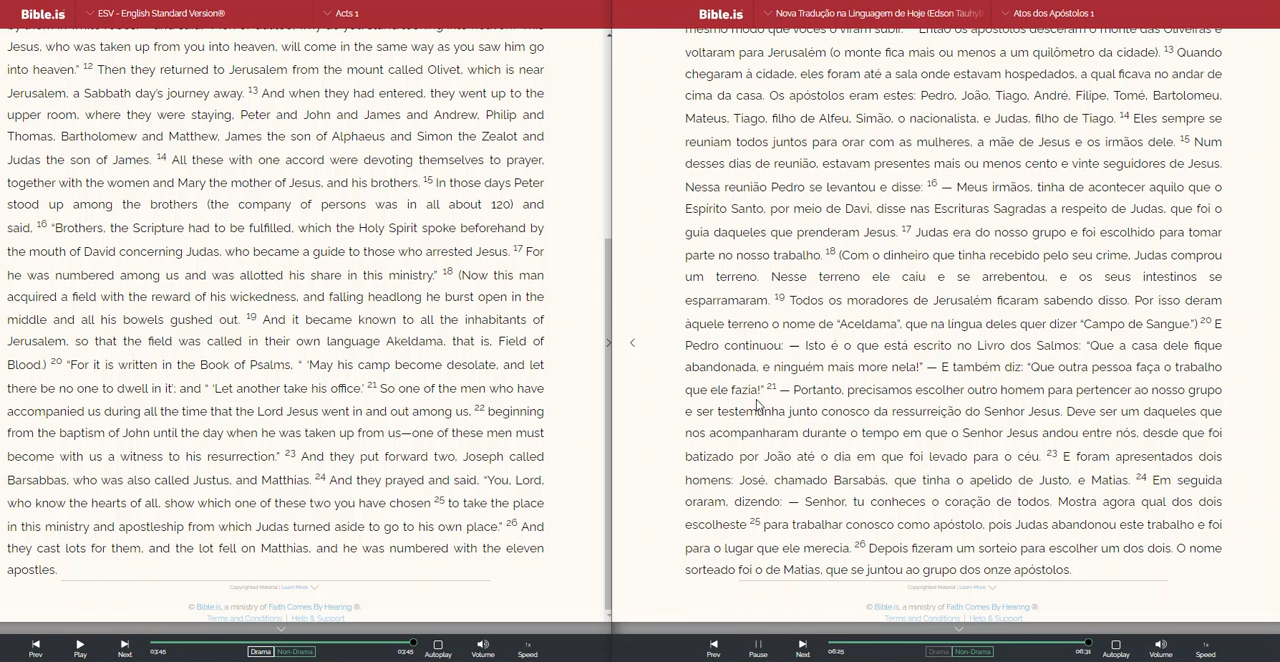 Bible.is
ESV - English Standard Version®
Acts 1
Jesus, who was taken up from you into heaven, will come in the same way as you saw him go
into heaven.” 12 Then they returned to Jerusalem from the mount called Olivet, which is near
Jerusalem, a Sabbath day's journey away. 13 And when they had entered, they went up to the
upper room, where they were staying, Peter and John and James and Andrew, Philip and
Thomas, Bartholomew and Matthew, James the son of Alphaeus and Simon the Zealot and
Judas the son of James. 14 All these with one accord were devoting themselves to prayer,
together with the women and Mary the mother of Jesus, and his brothers. 15 In those days Peter
stood up among the brothers (the company of persons was in all about 120) and
said, 16 “Brothers, the Scripture had to be fulfilled, which the Holy Spirit spoke beforehand by
the mouth of David concerning Judas, who became a guide to those who arrested Jesus. 17 For
he was numbered among us and was allotted his share in this ministry.” 18 (Now this man
acquired a field with the reward of his wickedness, and falling headlong he burst open in the
middle and all his bowels gushed out. 19 And it became known to all the inhabitants of
Jerusalem, so that the field was called in their own language Akeldama, that is, Field of
Blood.) 20 “For it is written in the Book of Psalms, “ ‘May his camp become desolate, and let
there be no one to dwell in it’; and “ ‘Let another take his office.’ 21 So one of the men who have
accompanied us during all the time that the Lord Jesus went in and out among us, 22 beginning
from the baptism of John until the day when he was taken up from us—one of these men must
become with us a witness to his resurrection.” 23 And they put forward two, Joseph called
Barsabbas, who was also called Justus, and Matthias. 24 And they prayed and said, “You, Lord,
who know the hearts of all, show which one of these two you have chosen 25 to take the place
in this ministry and apostleship from which Judas turned aside to go to his own place.” 26 And
they cast lots for them, and the lot fell on Matthias, and he was numbered with the eleven
apostles.
Copyrighted Material | Learn More
© Bible.is, a ministry of Faith Comes By Hearing ®.
Terms and Conditions | Help & Support
Prev
Play
Next
03:45
Drama
Non-Drama
03:45
Autoplay
Volume
1x
Speed
Bible.is
Nova Tradução na Linguagem de Hoje (Edson Tauhyl)
Atos dos Apóstolos 1
mesmo modo que vocês o viram subir. Então os apóstolos desceram o monte das Oliveiras e
voltaram para Jerusalém (o monte fica mais ou menos a um quilômetro da cidade). 13 Quando
chegaram à cidade, eles foram até a sala onde estavam hospedados, a qual ficava no andar de
cima da casa. Os apóstolos eram estes: Pedro, João, Tiago, André, Filipe, Tomé, Bartolomeu,
Mateus, Tiago, filho de Alfeu, Simão, o nacionalista, e Judas, filho de Tiago. 14 Eles sempre se
reuniam todos juntos para orar com as mulheres, a mãe de Jesus e os irmãos dele. 15 Num
desses dias de reunião, estavam presentes mais ou menos cento e vinte seguidores de Jesus.
Nessa reunião Pedro se levantou e disse: 16 — Meus irmãos, tinha de acontecer aquilo que o
Espírito Santo, por meio de Davi, disse nas Escrituras Sagradas a respeito de Judas, que foi o
guia daqueles que prenderam Jesus. 17 Judas era do nosso grupo e foi escolhido para tomar
parte no nosso trabalho. 18 (Com o dinheiro que tinha recebido pelo seu crime, Judas comprou
um terreno. Nesse terreno ele caiu e se arrebentou, e os seus intestinos se
esparramaram. 19 Todos os moradores de Jerusalém ficaram sabendo disso. Por isso deram
àquele terreno o nome de “Aceldama”, que na língua deles quer dizer “Campo de Sangue”.) 20 E
Pedro continuou: — Isto é o que está escrito no Livro dos Salmos: “Que a casa dele fique
abandonada, e ninguém mais more nela!” — E também diz: “Que outra pessoa faça o trabalho
que ele fazia!” 21 — Portanto, precisamos escolher outro homem para pertencer ao nosso grupo
e ser testemunha junto conosco da ressurreição do Senhor Jesus. Deve ser um daqueles que
nos acompanharam durante o tempo em que o Senhor Jesus andou entre nós, desde que foi
batizado por João até o dia em que foi levado para o céu. 23 E foram apresentados dois
homens: José, chamado Barsabás, que tinha o apelido de Justo, e Matias. 24 Em seguida
oraram, dizendo: — Senhor, tu conheces o coração de todos. Mostra agora qual dos dois
escolheste 25 para trabalhar conosco como apóstolo, pois Judas abandonou este trabalho e foi
para o lugar que ele merecia. 26 Depois fizeram um sorteio para escolher um dos dois. O nome
sorteado foi o de Matias, que se juntou ao grupo dos onze apóstolos.
Copyrighted Material | Learn More
© Bible.is, a ministry of Faith Comes By Hearing ®.
Terms and Conditions | Help & Support
Prev
Pause
Next
06:25
Drama
Non-Drama
06:31
Autoplay
Volume
1x
Speed